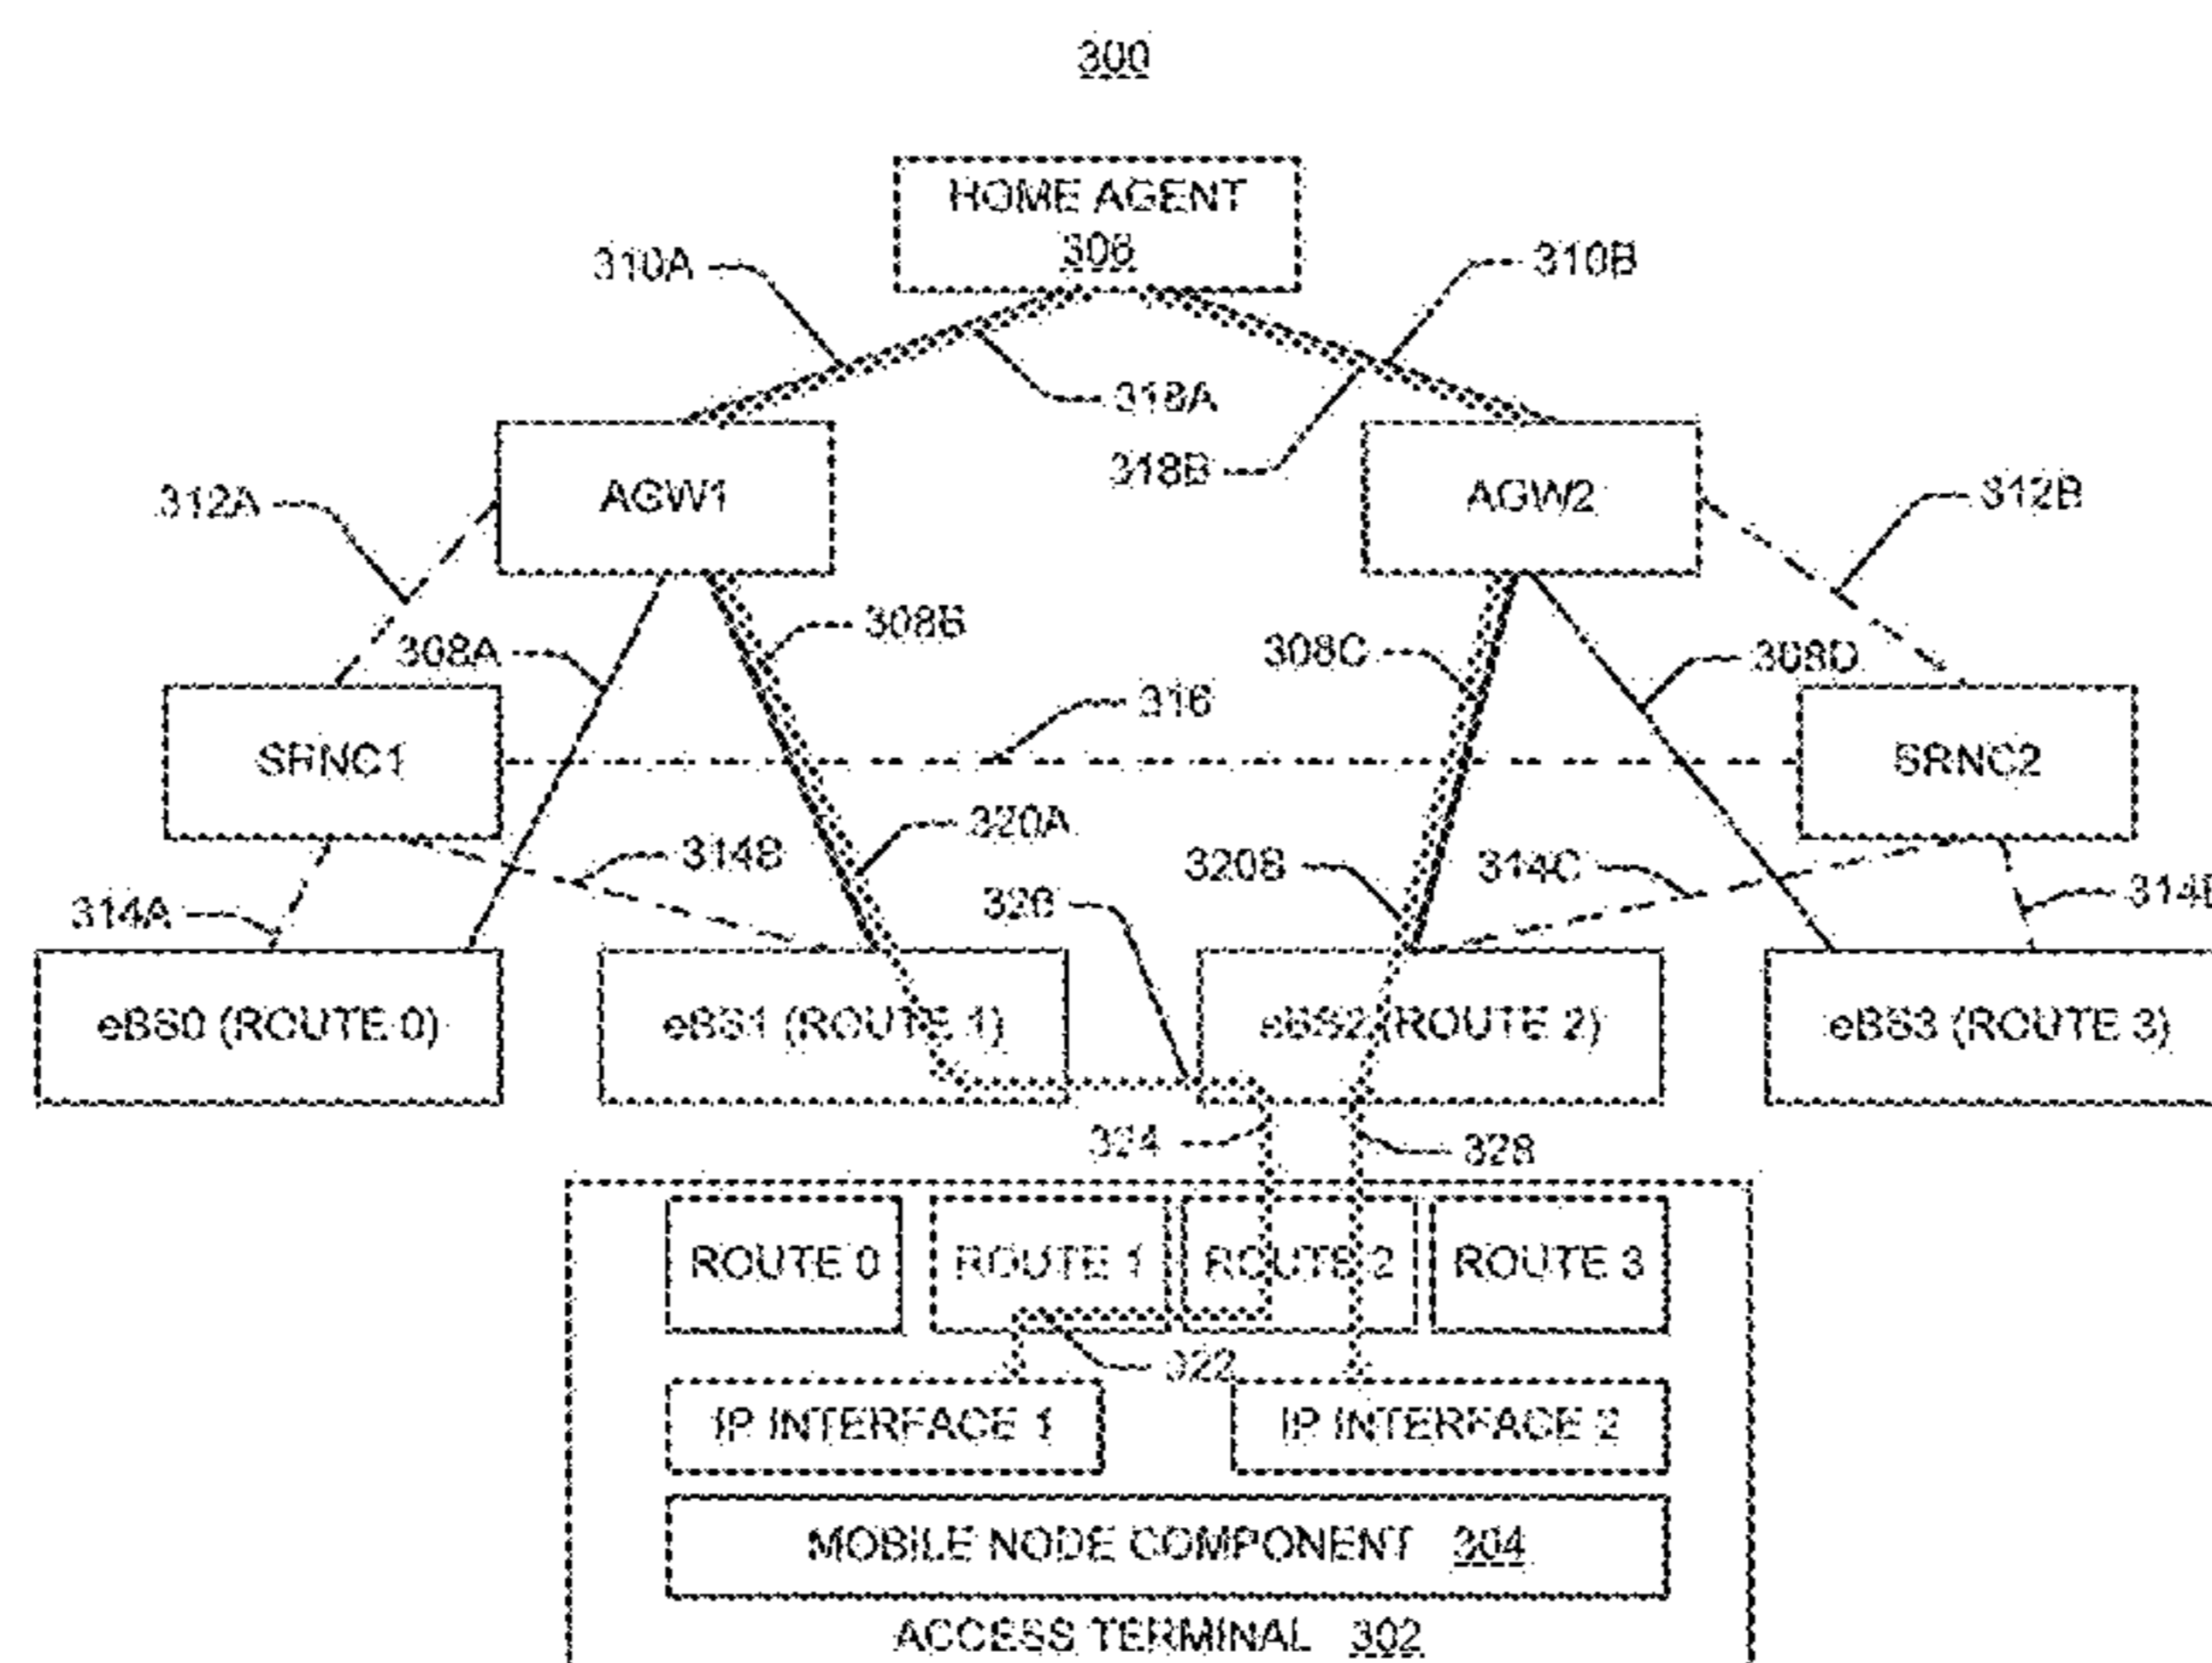 300
HOME AGENT
306
310A
310B
318A
318B
AGW1
AGW2
312A
312B
308A
308B
308C
308D
316
SRNC1
SRNC2
320A
320B
314A
314B
314C
326
eBS0 (ROUTE 0)
eBS1 (ROUTE 1)
eBS2 (ROUTE 2)
eBS3 (ROUTE 3)
324
328
ROUTE 0
ROUTE 1
ROUTE 2
ROUTE 3
322
IP INTERFACE 1
IP INTERFACE 2
MOBILE NODE COMPONENT 304
ACCESS TERMINAL 302